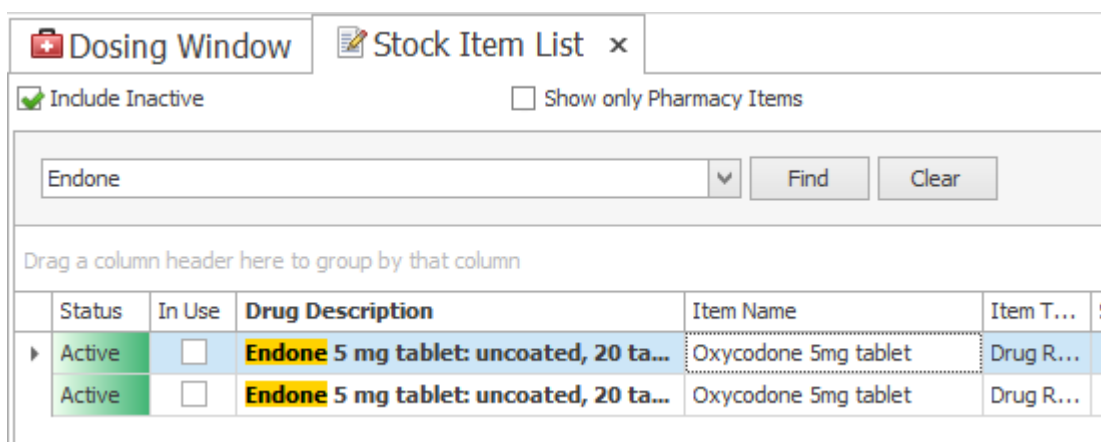 Dosing Window Stock Item List ×
Include Inactive Show only Pharmacy Items
Endone Find Clear
Drag a column header here to group by that column
Status In Use Drug Description Item Name Item T...
Active Endone 5 mg tablet: uncoated, 20 ta... Oxycodone 5mg tablet Drug R...
Active Endone 5 mg tablet: uncoated, 20 ta... Oxycodone 5mg tablet Drug R...